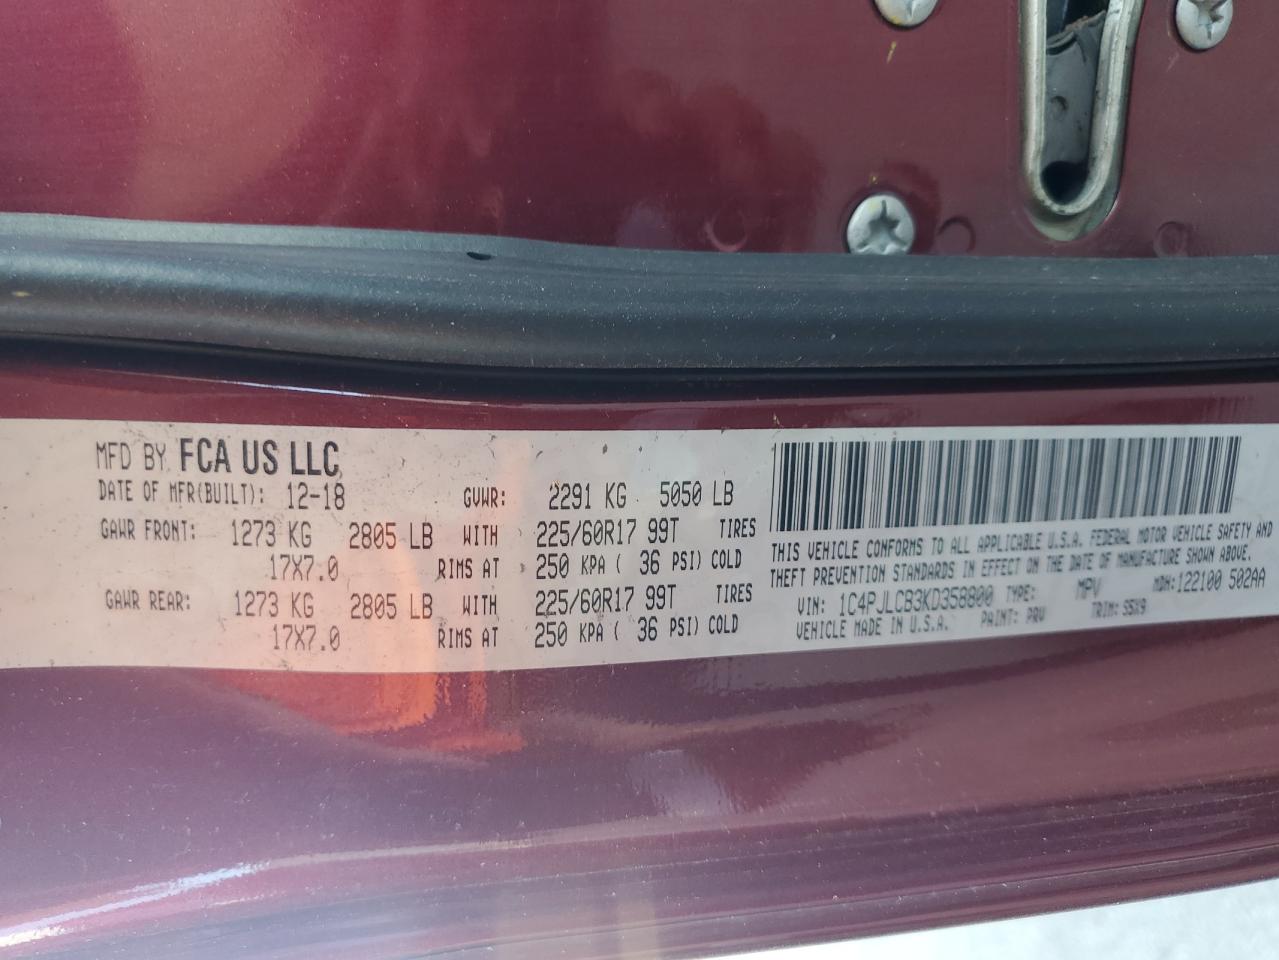 MFD BY FCA US LLC
DATE OF MFR(BUILT): 12-18 GVWR: 2291 KG 5050 LB
GAWR FRONT: 1273 KG 2805 LB WITH 225/60R17 99T TIRES
17X7.0 RIMS AT 250 KPA ( 36 PSI) COLD
GAWR REAR: 1273 KG 2805 LB WITH 225/60R17 99T TIRES
17X7.0 RIMS AT 250 KPA ( 36 PSI) COLD
THIS VEHICLE CONFORMS TO ALL APPLICABLE U.S.A. FEDERAL MOTOR VEHICLE SAFETY AND
THEFT PREVENTION STANDARDS IN EFFECT ON THE DATE OF MANUFACTURE SHOWN ABOVE.
VIN: 1C4PJLCB3KD358800 TYPE: MPV MDH:122100 502AA
VEHICLE MADE IN U.S.A. PAINT: PRV TRIM: S5X9